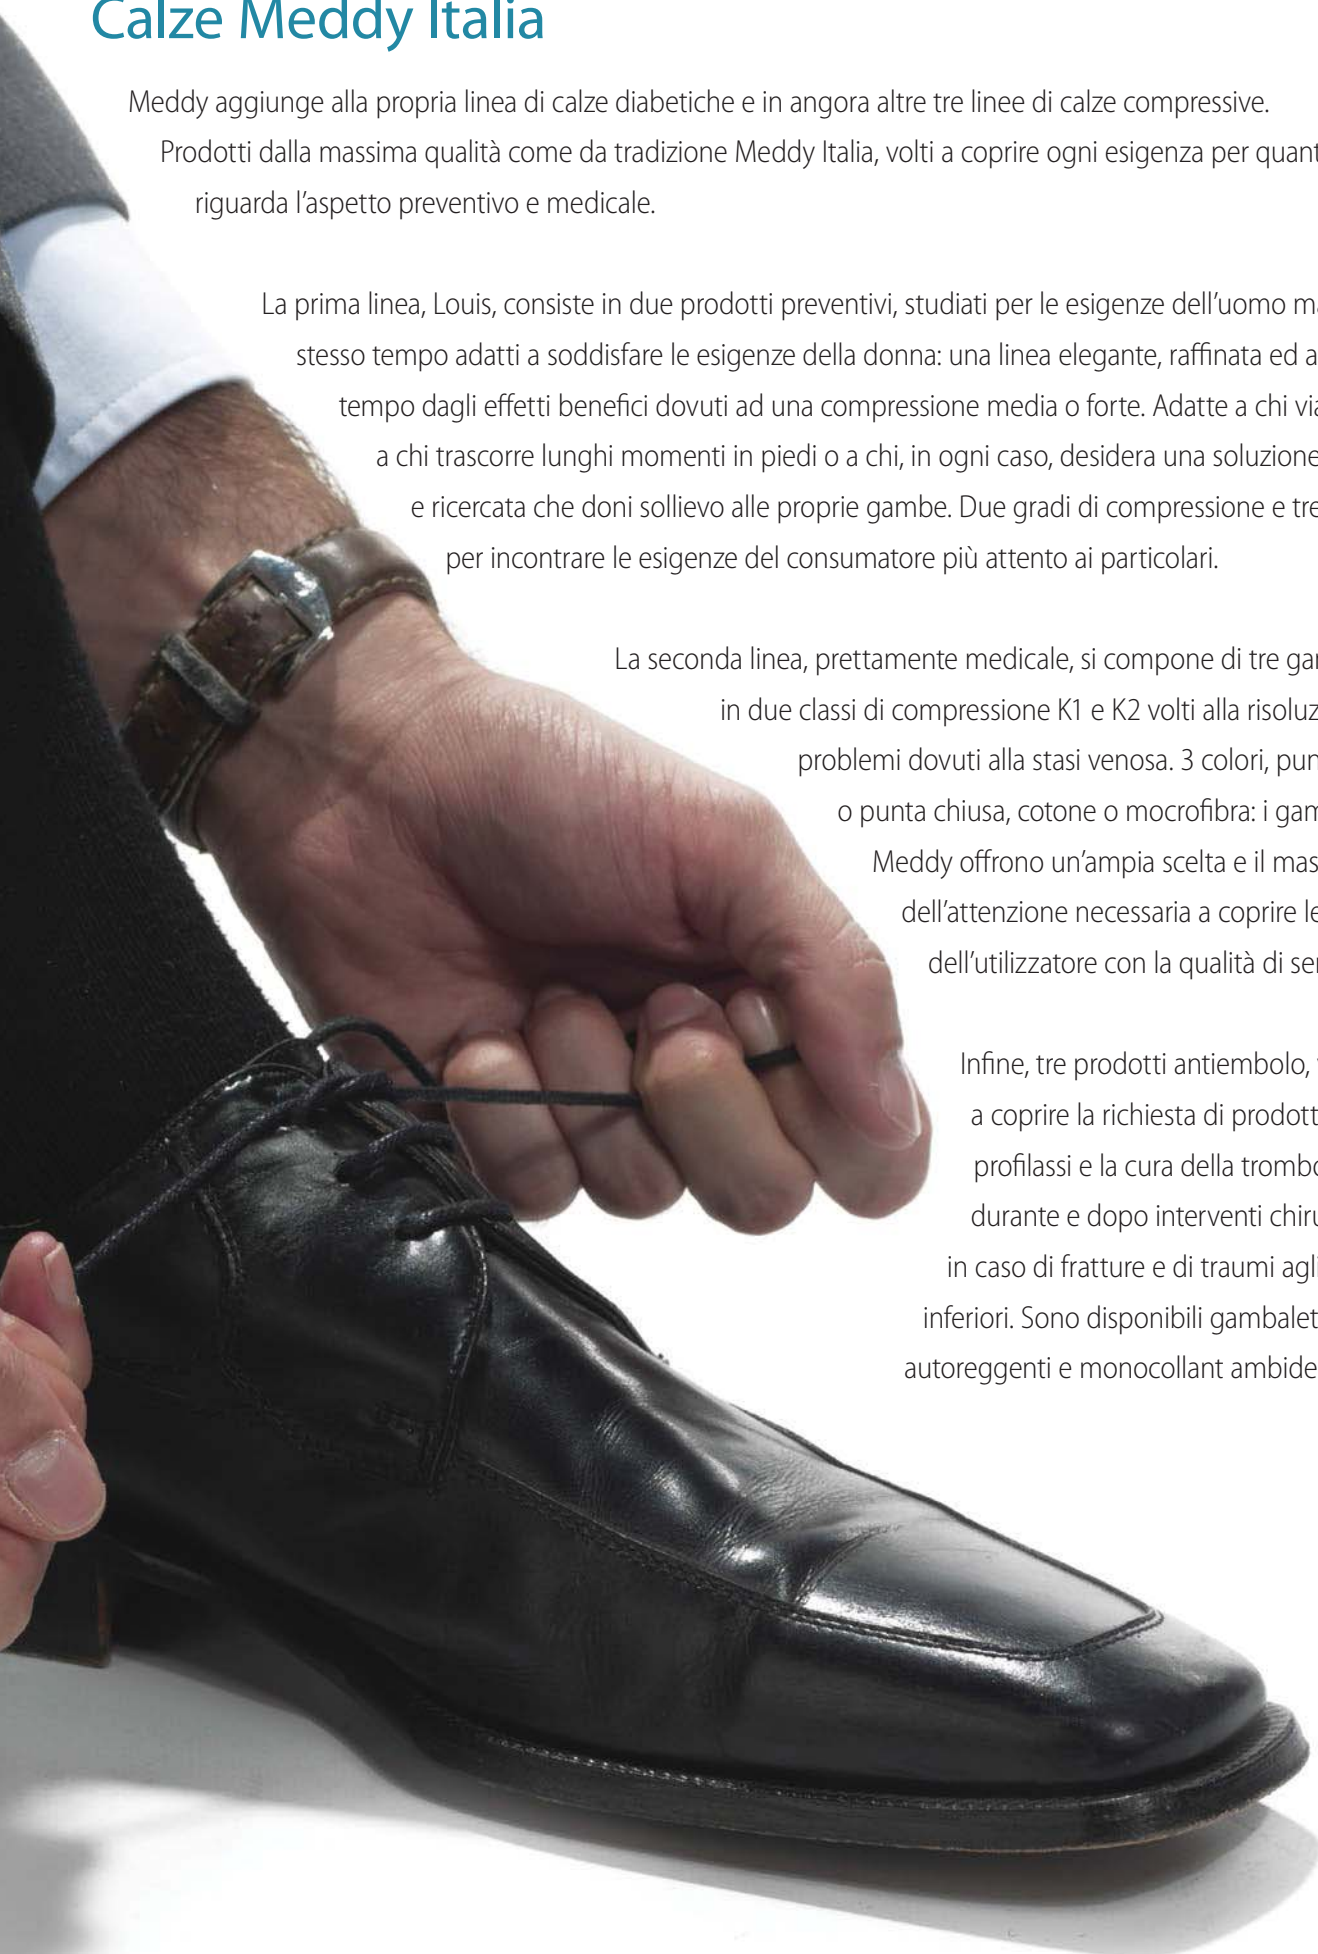 Calze Meddy Italia
Meddy aggiunge alla propria linea di calze diabetiche e in angora altre tre linee di calze compressive.
Prodotti dalla massima qualità come da tradizione Meddy Italia, volti a coprire ogni esigenza per quant
riguarda l'aspetto preventivo e medicale.
La prima linea, Louis, consiste in due prodotti preventivi, studiati per le esigenze dell'uomo ma
stesso tempo adatti a soddisfare le esigenze della donna: una linea elegante, raffinata ed a
tempo dagli effetti benefici dovuti ad una compressione media o forte. Adatte a chi via
a chi trascorre lunghi momenti in piedi o a chi, in ogni caso, desidera una soluzione
e ricercata che doni sollievo alle proprie gambe. Due gradi di compressione e tre
per incontrare le esigenze del consumatore più attento ai particolari.
La seconda linea, prettamente medicale, si compone di tre gam
in due classi di compressione K1 e K2 volti alla risoluz
problemi dovuti alla stasi venosa. 3 colori, pun
o punta chiusa, cotone o mocrofibra: i gam
Meddy offrono un'ampia scelta e il mas
dell'attenzione necessaria a coprire le
dell'utilizzatore con la qualità di ser
Infine, tre prodotti antiembolo,
a coprire la richiesta di prodott
profilassi e la cura della trombo
durante e dopo interventi chiru
in caso di fratture e di traumi agli
inferiori. Sono disponibili gambalet
autoreggenti e monocollant ambide